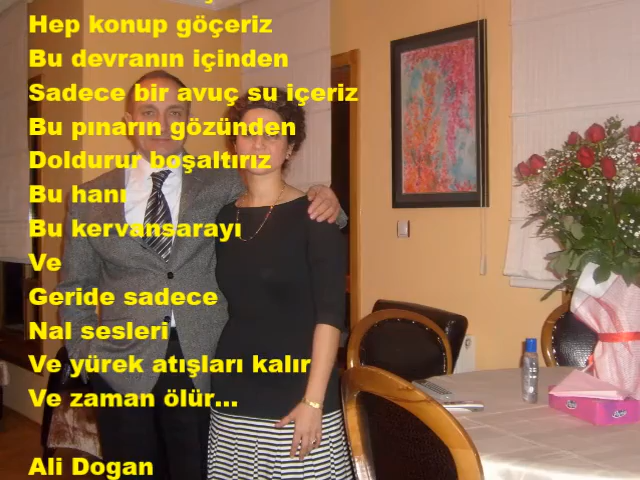 Hep konup göçeriz
Bu devranın içinden
Sadece bir avuç su içeriz
Bu pınarın gözünden
Doldurur boşaltırız
Bu hanı
Bu kervansarayı
Ve
Geride sadece
Nal sesleri
Ve yürek atışları kalır
Ve zaman ölür...
Ali Dogan